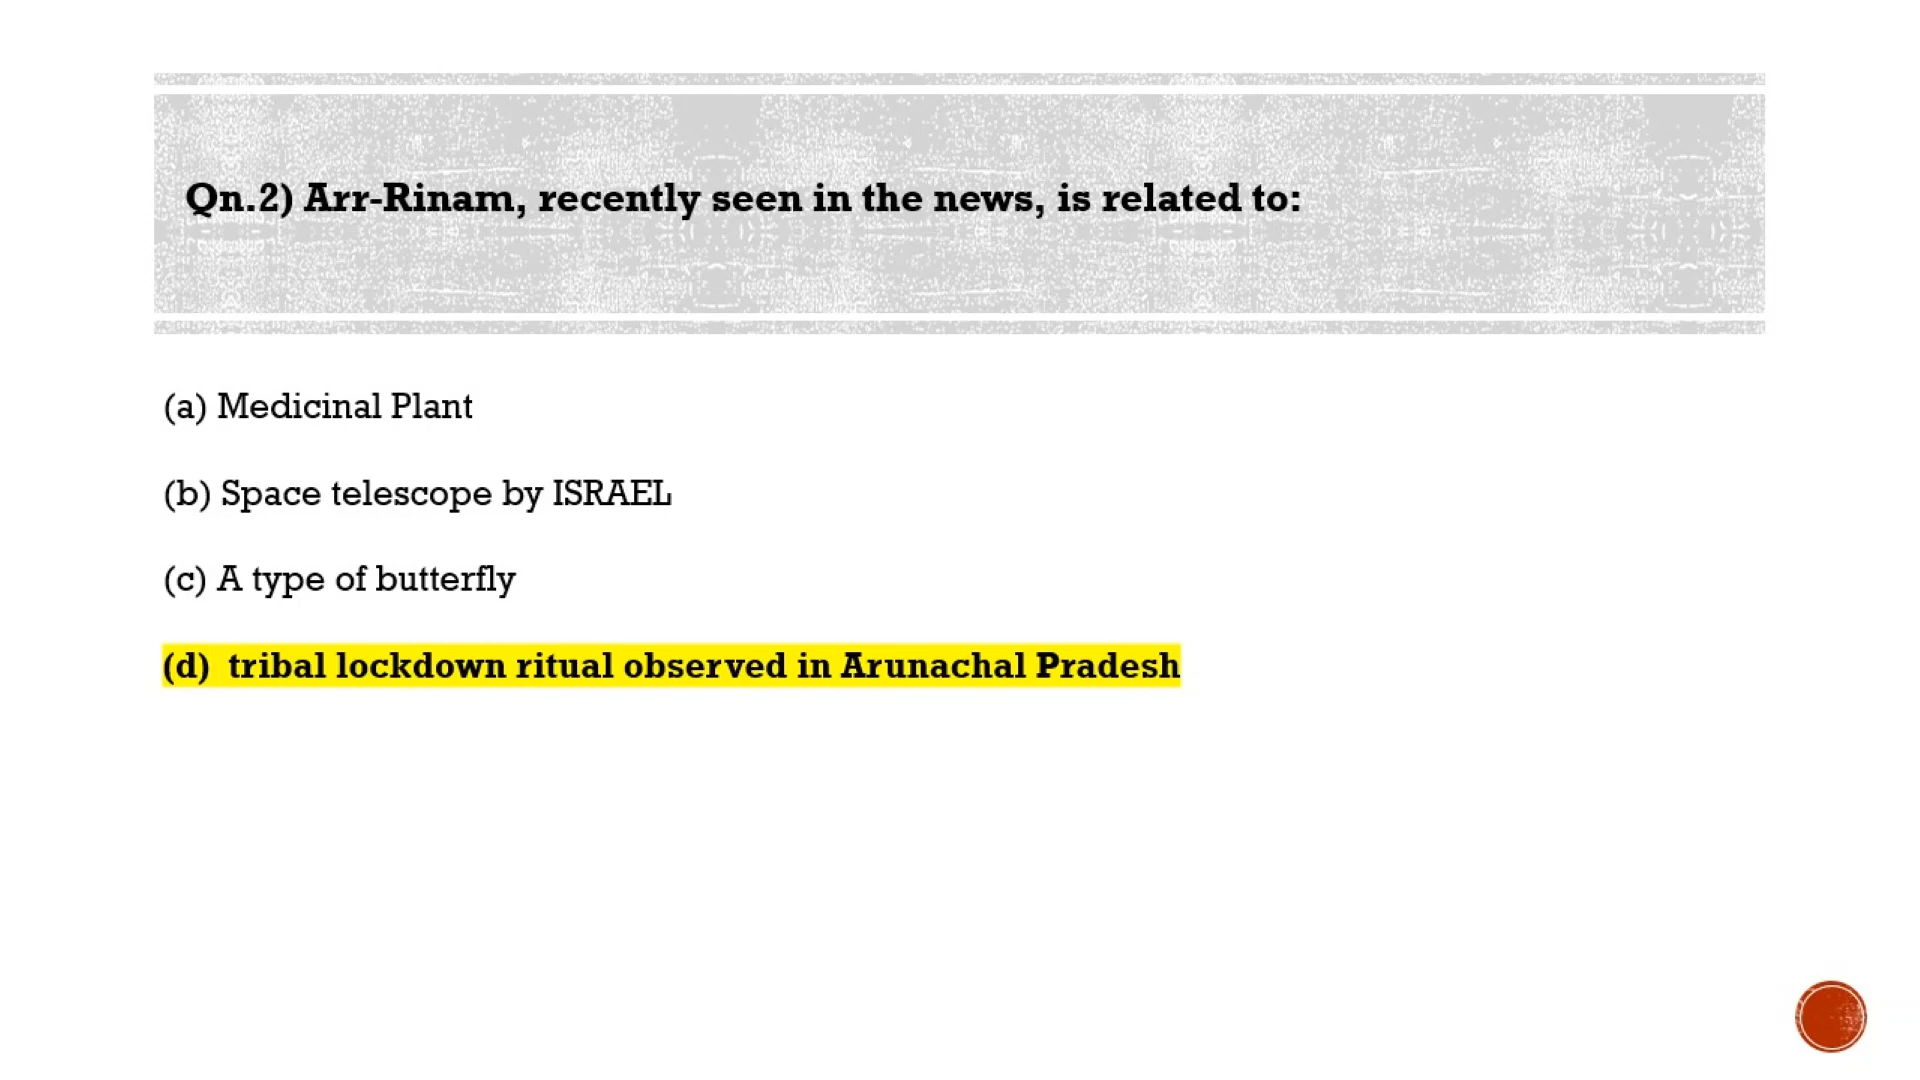 Qn.2) Arr-Rinam, recently seen in the news, is related to:
(a) Medicinal Plant
(b) Space telescope by ISRAEL
(c) A type of butterfly
(d) tribal lockdown ritual observed in Arunachal Pradesh